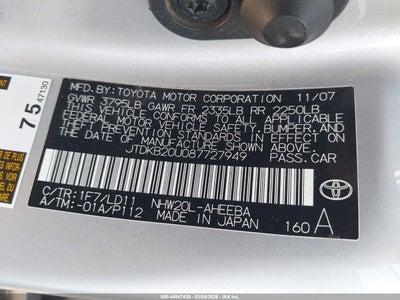 MFD.BY: TOYOTA MOTOR CORPORATION 11/07
GVWR 3795LB GAWR FR 2335LB RR 2250LB
THIS VEHICLE CONFORMS TO ALL APPLICABLE
FEDERAL MOTOR VEHICLE SAFETY, BUMPER, AND
THEFT PREVENTION STANDARDS IN EFFECT ON
THE DATE OF MANUFACTURE SHOWN ABOVE.
JTDKB20U087727949 PASS.CAR
C/TR: 1F7/LD11 NHW20L-AHEEBA
A/TM: -01A/P112
MADE IN JAPAN
160 A
TOYOTA
75 47130